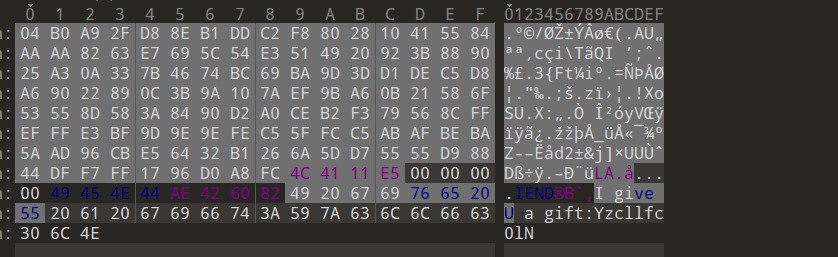 0 1 2 3 4 5 6 7 8 9 A B C D E F 0123456789ABCDEF
04 B0 A9 2F D8 8E B1 DD C2 F8 80 28 10 41 55 84 .°©/ØŽ±ÝÂø€(.AU„
AA AA 82 63 E7 69 5C 54 E3 51 49 20 92 3B 88 90 ªª‚cçi\TãQI ’;ˆ.
25 A3 0A 33 7B 46 74 BC 69 BA 9D 3D D1 DE C5 D8 %£.3{Ft¼iº.=ÑÞÅØ
A6 90 22 89 0C 3B 9A 10 7A EF 9B A6 0B 21 58 6F ¦."‰.;š.zï›¦.!Xo
53 55 8D 58 3A 84 90 D2 A0 CE B2 F3 79 56 8C FF SU.X:„.Ò Î²óyVŒÿ
EF FF E3 BF 9D 9E 9E FE C5 5F FC C5 AB AF BE BA ïÿã¿.žžþÅ_üÅ«¯¾º
5A AD 96 CB E5 64 32 B1 26 6A 5D D7 55 55 D9 88 Z-–Ëåd2±&j]×UUÙˆ
44 DF F7 FF 17 96 D0 A8 FC 4C 41 11 E5 00 00 00 Dß÷ÿ.–Ð¨üLA.å...
00 49 45 4E 44 AE 42 60 82 49 20 67 69 76 65 20 .IEND®B`‚I give
55 20 61 20 67 69 66 74 3A 59 7A 63 6C 6C 66 63 U a gift:Yzcllfc
30 6C 4E 0lN